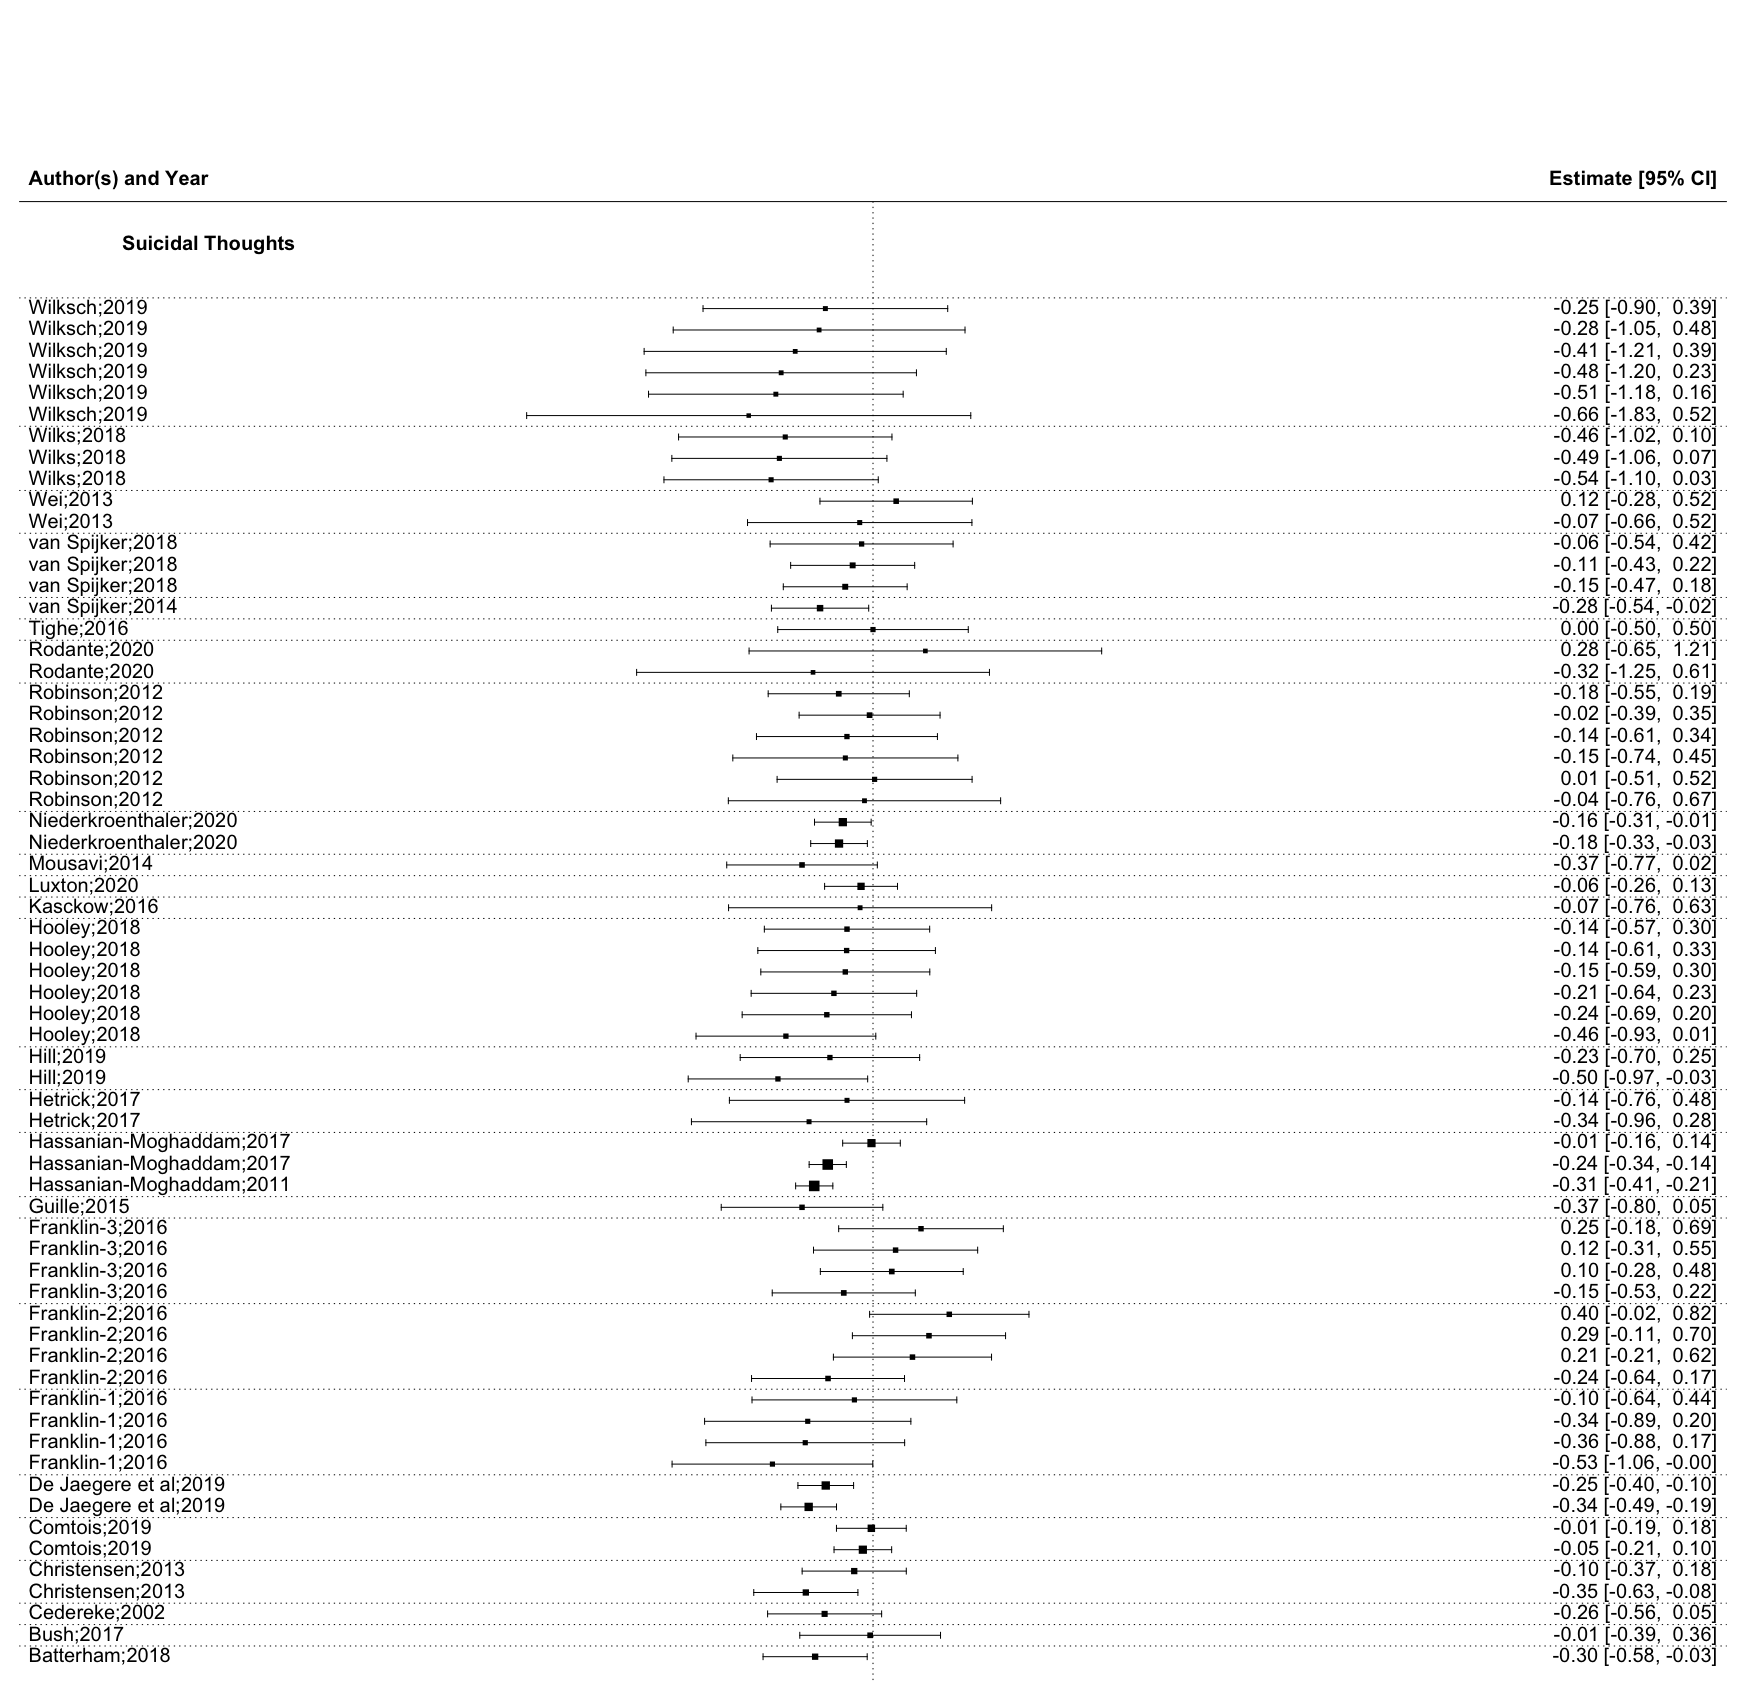 Author(s) and Year Estimate [95% CI]
Suicidal Thoughts
Wilksch;2019 -0.25 [-0.90, 0.39]
Wilksch;2019 -0.28 [-1.05, 0.48]
Wilksch;2019 -0.41 [-1.21, 0.39]
Wilksch;2019 -0.48 [-1.20, 0.23]
Wilksch;2019 -0.51 [-1.18, 0.16]
Wilksch;2019 -0.66 [-1.83, 0.52]
Wilks;2018 -0.46 [-1.02, 0.10]
Wilks;2018 -0.49 [-1.06, 0.07]
Wilks;2018 -0.54 [-1.10, 0.03]
Wei;2013 0.12 [-0.28, 0.52]
Wei;2013 -0.07 [-0.66, 0.52]
van Spijker;2018 -0.06 [-0.54, 0.42]
van Spijker;2018 -0.11 [-0.43, 0.22]
van Spijker;2018 -0.15 [-0.47, 0.18]
van Spijker;2014 -0.28 [-0.54, -0.02]
Tighe;2016 0.00 [-0.50, 0.50]
Rodante;2020 0.28 [-0.65, 1.21]
Rodante;2020 -0.32 [-1.25, 0.61]
Robinson;2012 -0.18 [-0.55, 0.19]
Robinson;2012 -0.02 [-0.39, 0.35]
Robinson;2012 -0.14 [-0.61, 0.34]
Robinson;2012 -0.15 [-0.74, 0.45]
Robinson;2012 0.01 [-0.51, 0.52]
Robinson;2012 -0.04 [-0.76, 0.67]
Niederkroenthaler;2020 -0.16 [-0.31, -0.01]
Niederkroenthaler;2020 -0.18 [-0.33, -0.03]
Mousavi;2014 -0.37 [-0.77, 0.02]
Luxton;2020 -0.06 [-0.26, 0.13]
Kasckow;2016 -0.07 [-0.76, 0.63]
Hooley;2018 -0.14 [-0.57, 0.30]
Hooley;2018 -0.14 [-0.61, 0.33]
Hooley;2018 -0.15 [-0.59, 0.30]
Hooley;2018 -0.21 [-0.64, 0.23]
Hooley;2018 -0.24 [-0.69, 0.20]
Hooley;2018 -0.46 [-0.93, 0.01]
Hill;2019 -0.23 [-0.70, 0.25]
Hill;2019 -0.50 [-0.97, -0.03]
Hetrick;2017 -0.14 [-0.76, 0.48]
Hetrick;2017 -0.34 [-0.96, 0.28]
Hassanian-Moghaddam;2017 -0.01 [-0.16, 0.14]
Hassanian-Moghaddam;2017 -0.24 [-0.34, -0.14]
Hassanian-Moghaddam;2011 -0.31 [-0.41, -0.21]
Guille;2015 -0.37 [-0.80, 0.05]
Franklin-3;2016 0.25 [-0.18, 0.69]
Franklin-3;2016 0.12 [-0.31, 0.55]
Franklin-3;2016 0.10 [-0.28, 0.48]
Franklin-3;2016 -0.15 [-0.53, 0.22]
Franklin-2;2016 0.40 [-0.02, 0.82]
Franklin-2;2016 0.29 [-0.11, 0.70]
Franklin-2;2016 0.21 [-0.21, 0.62]
Franklin-2;2016 -0.24 [-0.64, 0.17]
Franklin-1;2016 -0.10 [-0.64, 0.44]
Franklin-1;2016 -0.34 [-0.89, 0.20]
Franklin-1;2016 -0.36 [-0.88, 0.17]
Franklin-1;2016 -0.53 [-1.06, -0.00]
De Jaegere et al;2019 -0.25 [-0.40, -0.10]
De Jaegere et al;2019 -0.34 [-0.49, -0.19]
Comtois;2019 -0.01 [-0.19, 0.18]
Comtois;2019 -0.05 [-0.21, 0.10]
Christensen;2013 -0.10 [-0.37, 0.18]
Christensen;2013 -0.35 [-0.63, -0.08]
Cedereke;2002 -0.26 [-0.56, 0.05]
Bush;2017 -0.01 [-0.39, 0.36]
Batterham;2018 -0.30 [-0.58, -0.03]